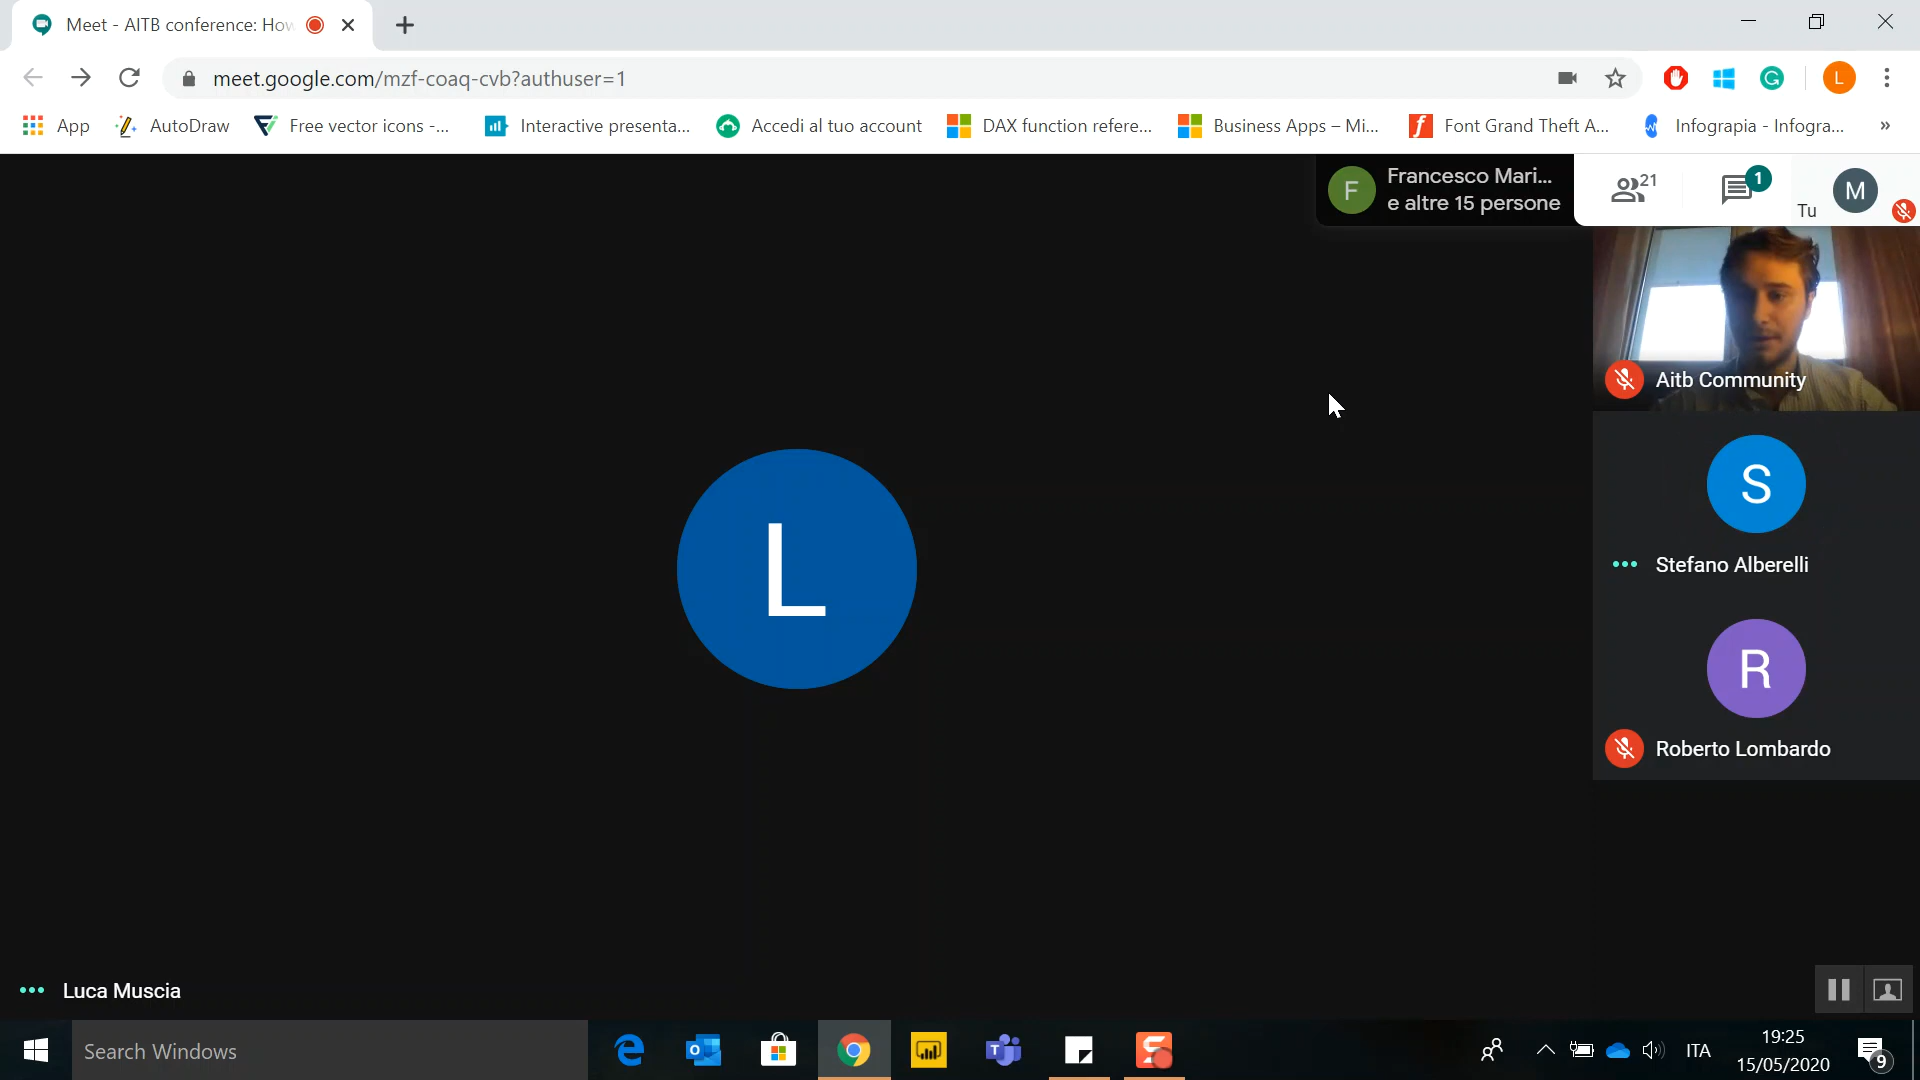 Meet - AITB conference: How
meet.google.com/mzf-coaq-cvb?authuser=1
L
App
AutoDraw
Free vector icons -...
Interactive presenta...
Accedi al tuo account
DAX function refere...
Business Apps – Mi...
Font Grand Theft A...
Infograpia - Infogra...
»
F
Francesco Mari...
e altre 15 persone
21
1
Tu
M
Aitb Community
L
S
Stefano Alberelli
R
Roberto Lombardo
Luca Muscia
Search Windows
ITA
19:25
15/05/2020
9